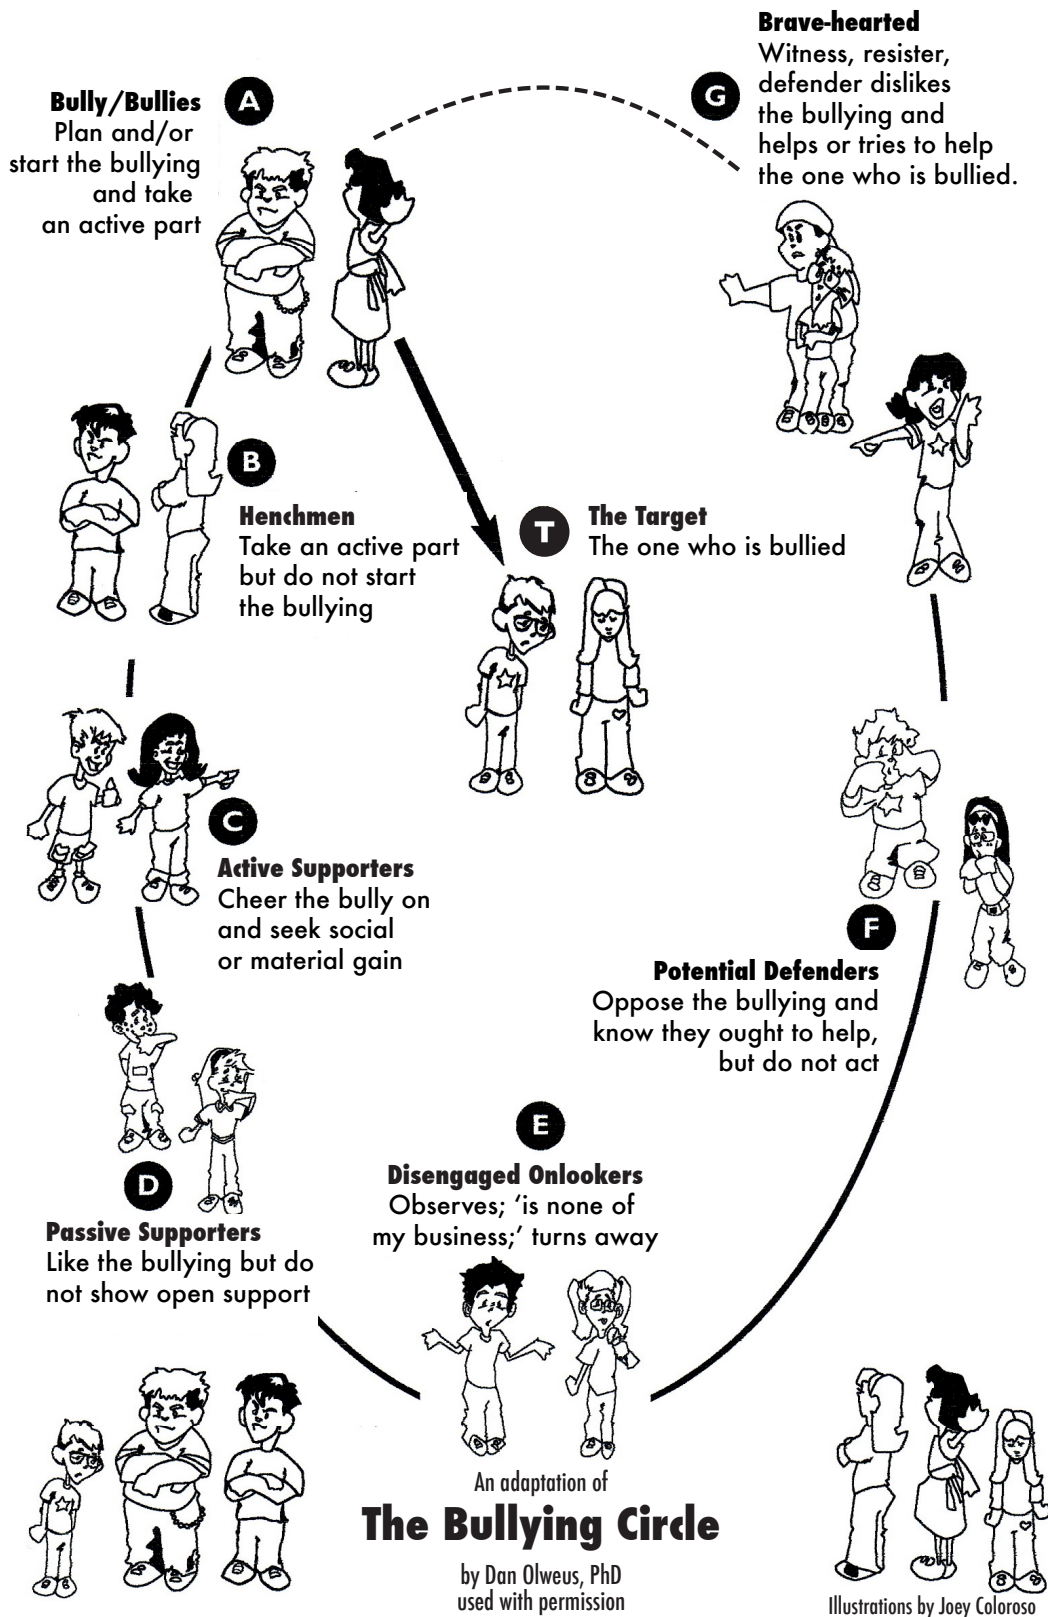 A
Bully/Bullies
Plan and/or
start the bullying
and take
an active part
G
Brave-hearted
Witness, resister,
defender dislikes
the bullying and
helps or tries to help
the one who is bullied.
B
Henchmen
Take an active part
but do not start
the bullying
T
The Target
The one who is bullied
C
Active Supporters
Cheer the bully on
and seek social
or material gain
F
Potential Defenders
Oppose the bullying and
know they ought to help,
but do not act
D
Passive Supporters
Like the bullying but do
not show open support
E
Disengaged Onlookers
Observes; ‘is none of
my business;’ turns away
An adaptation of
The Bullying Circle
by Dan Olweus, PhD
used with permission
Illustrations by Joey Coloroso